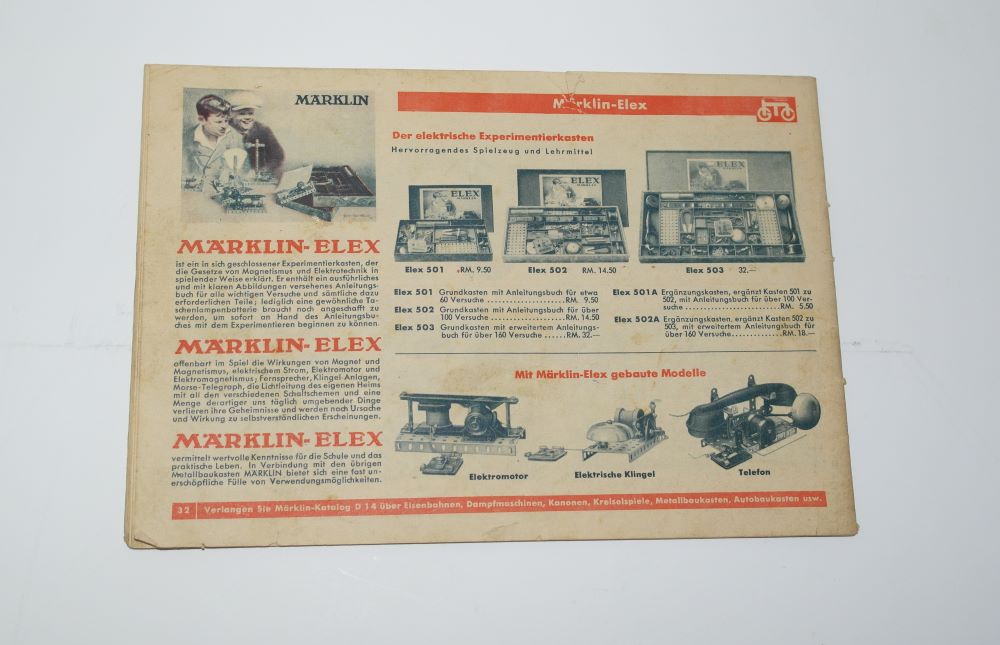 MÄRKLIN
MÄRKLIN-ELEX
ist ein in sich geschlossener Experimentierkasten, der
die Gesetze von Magnetismus und Elektrotechnik in
spielender Weise erklärt. Er enthält ein ausführliches
und mit klaren Abbildungen versehenes Anleitungs-
buch für alle wichtigen Versuche und sämtliche dazu
erforderlichen Teile; lediglich eine gewöhnliche Ta-
schenlampenbatterie braucht noch angeschafft zu
werden, um sofort an Hand des Anleitungsbu-
ches mit dem Experimentieren beginnen zu können.
MÄRKLIN-ELEX
offenbart im Spiel die Wirkungen von Magnet und
Magnetismus, elektrischem Strom, Elektromotor und
Elektromagnetismus; Fernsprecher, Klingel-Anlagen,
Morse-Telegraph, die Lichtleitung des eigenen Heims
mit all den verschiedenen Schaltschemen und eine
Menge derartiger uns täglich umgebender Dinge
verlieren ihre Geheimnisse und werden nach Ursache
und Wirkung zu selbstverständlichen Erscheinungen.
MÄRKLIN-ELEX
vermittelt wertvolle Kenntnisse für die Schule und das
praktische Leben. In Verbindung mit den übrigen
Metallbaukasten MÄRKLIN bietet sich eine fast un-
erschöpfliche Fülle von Verwendungsmöglichkeiten.
Märklin-Elex
Der elektrische Experimentierkasten
Hervorragendes Spielzeug und Lehrmittel
ELEX
ELEX
MÄRKLIN
ELEX
Elex 501 RM. 9.50
Elex 502 RM. 14.50
Elex 503 32.—
Elex 501 Grundkasten mit Anleitungsbuch für etwa
60 Versuche ..................... RM. 9.50
Elex 502 Grundkasten mit Anleitungsbuch für über
100 Versuche .................... RM. 14.50
Elex 503 Grundkasten mit erweitertem Anleitungs-
buch für über 160 Versuche ...... RM. 32.—
Elex 501A Ergänzungskasten, ergänzt Kasten 501 zu
502, mit Anleitungsbuch für über 100 Ver-
suche ........................... RM. 5.50
Elex 502A Ergänzungskasten, ergänzt Kasten 502 zu
503, mit erweitertem Anleitungsbuch für
über 160 Versuche ............... RM. 18.—
Mit Märklin-Elex gebaute Modelle
Elektromotor
Elektrische Klingel
Telefon
32 Verlangen Sie Märklin-Katalog D 14 über Eisenbahnen, Dampfmaschinen, Kanonen, Kreiselspiele, Metallbaukasten, Autobaukasten usw.